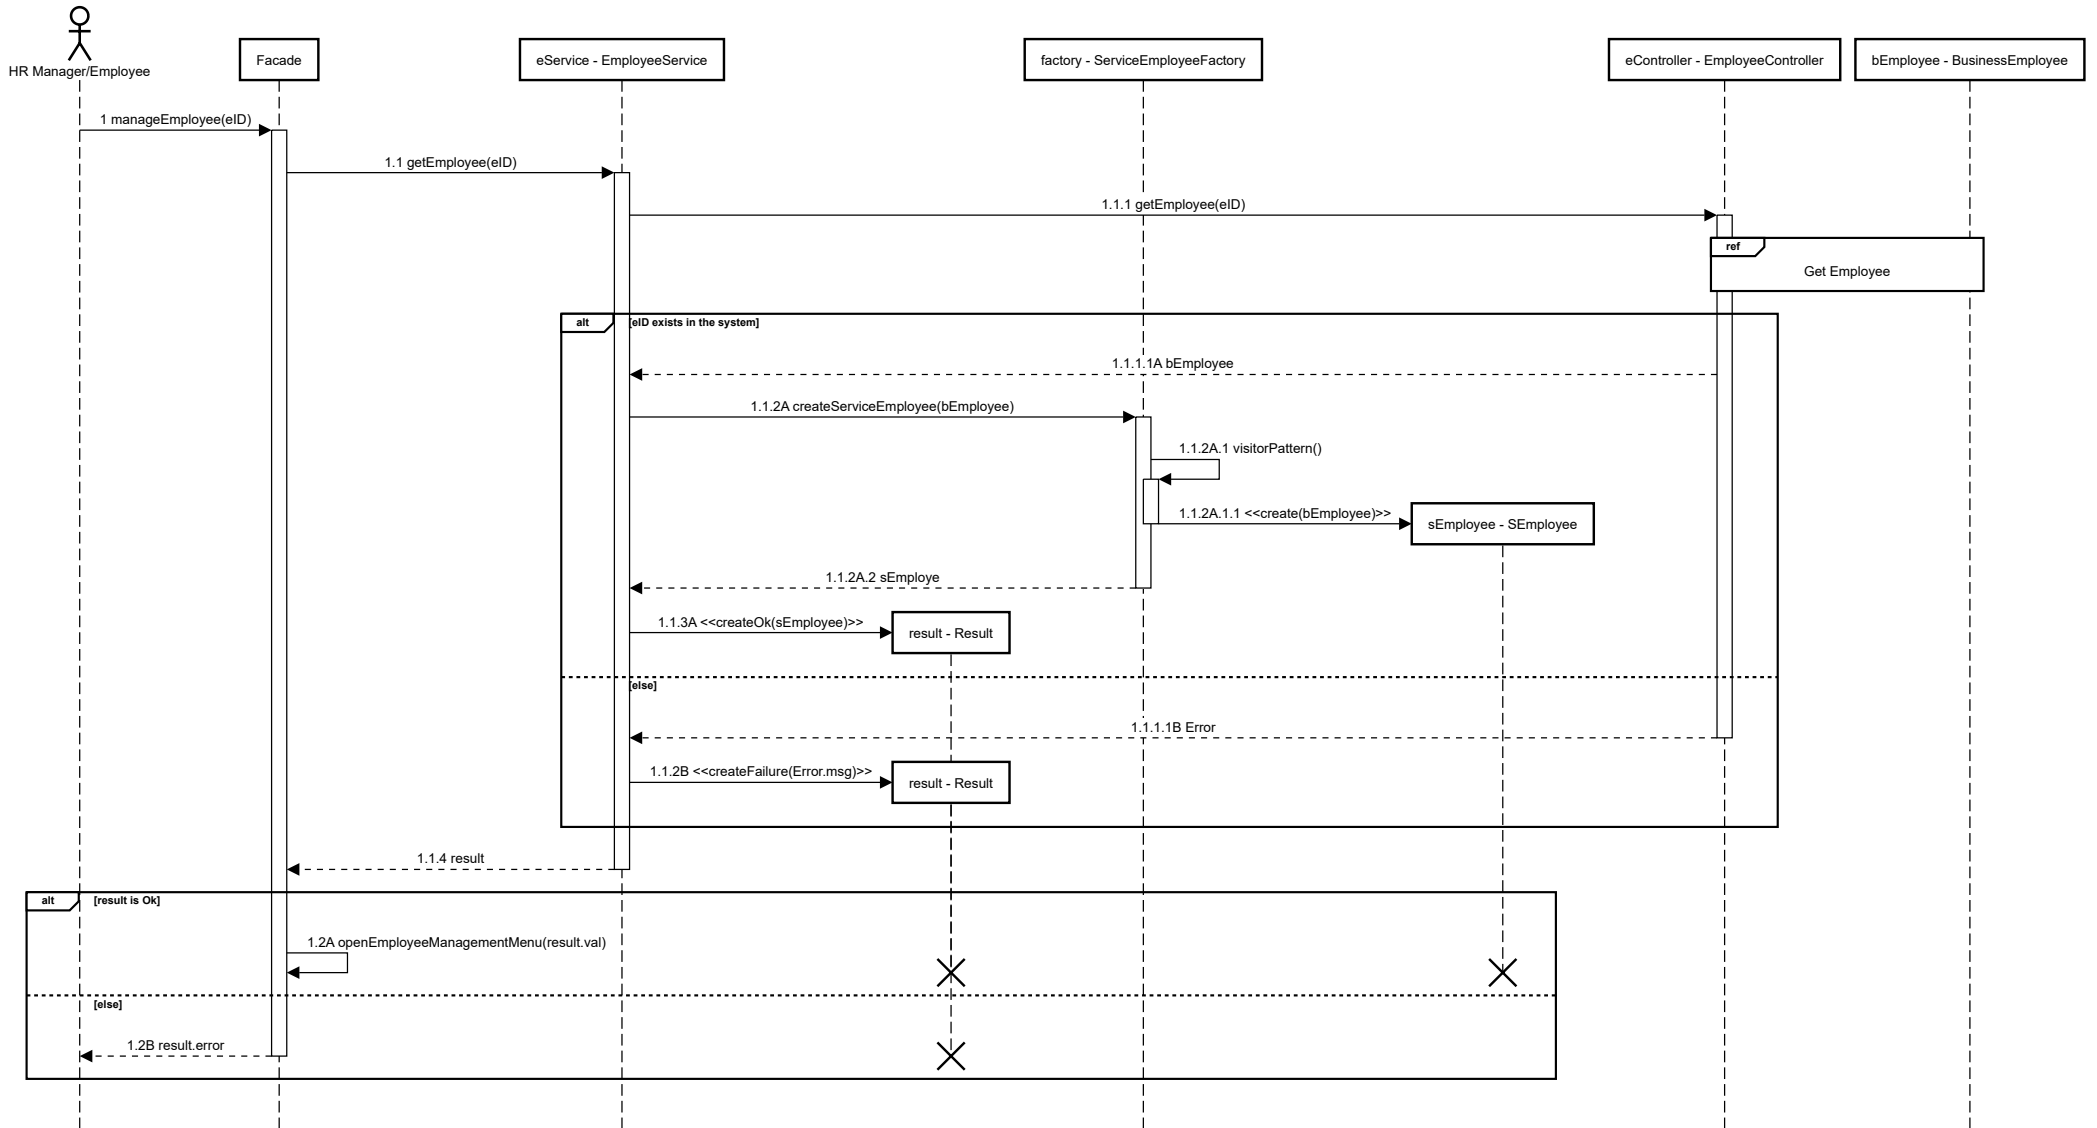 HR Manager/Employee
Facade
eService - EmployeeService
factory - ServiceEmployeeFactory
eController - EmployeeController
bEmployee - BusinessEmployee
1 manageEmployee(eID)
1.1 getEmployee(eID)
1.1.1 getEmployee(eID)
ref
Get Employee
alt
[eID exists in the system]
1.1.1.1A bEmployee
1.1.2A createServiceEmployee(bEmployee)
1.1.2A.1 visitorPattern()
1.1.2A.1.1 <<create(bEmployee)>>
sEmployee - SEmployee
1.1.2A.2 sEmploye
1.1.3A <<createOk(sEmployee)>>
result - Result
[else]
1.1.1.1B Error
1.1.2B <<createFailure(Error.msg)>>
result - Result
1.1.4 result
alt
[result is Ok]
1.2A openEmployeeManagementMenu(result.val)
[else]
1.2B result.error